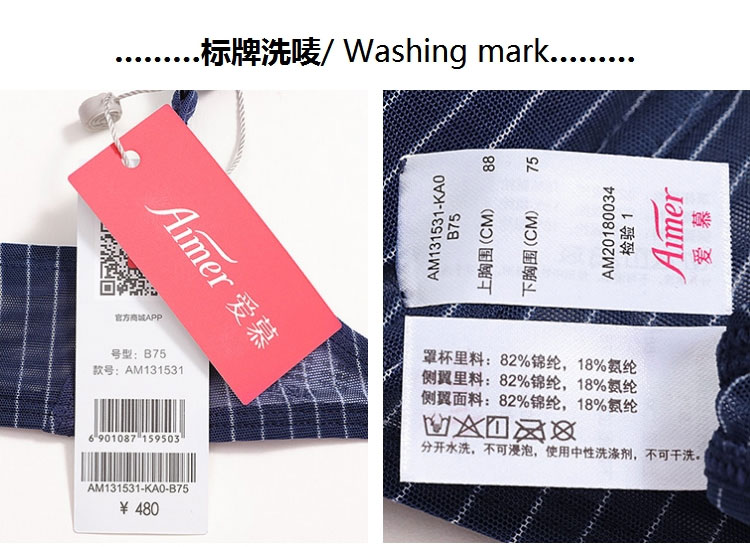 .........标牌洗唛/ Washing mark.........
Aimer 爱慕
官方商城APP
号型: B75
款号: AM131531
6 901087 159503
AM131531-KA0-B75
¥ 480
AM131531-KA0
B75
上胸围(CM) 88
下胸围(CM) 75
AM20180034
检验 1
Aimer
爱慕
罩杯里料: 82%锦纶, 18%氨纶
侧翼里料: 82%锦纶, 18%氨纶
侧翼面料: 82%锦纶, 18%氨纶
分开水洗, 不可浸泡, 使用中性洗涤剂, 不可干洗.